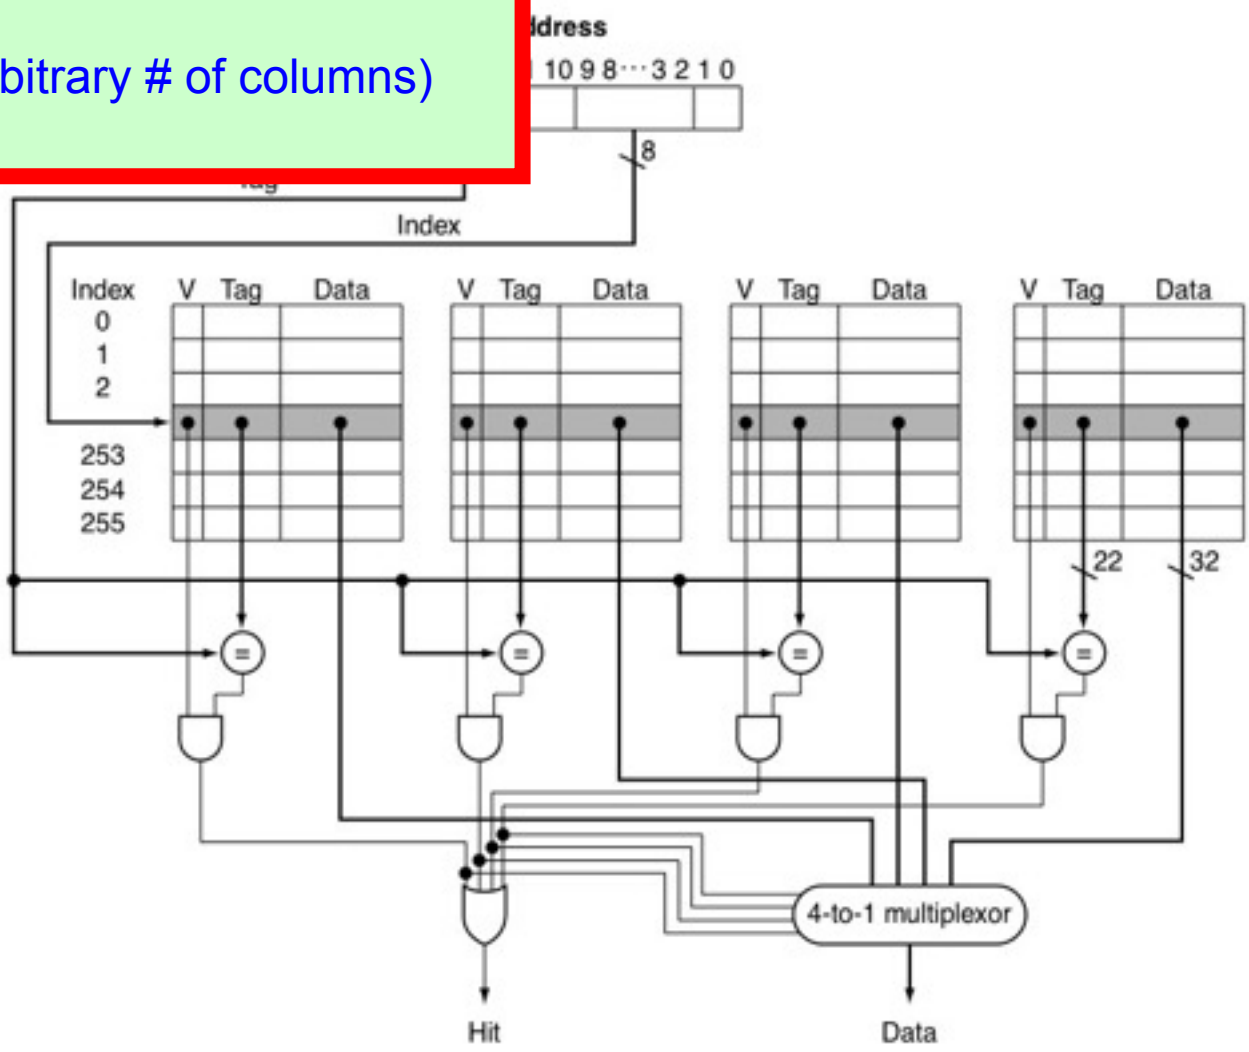 ddress
bitrary # of columns)
10 9 8 ··· 3 2 1 0
8
Tag
Index
Index V Tag Data V Tag Data V Tag Data V Tag Data
0
1
2
253
254
255
22 32
= = = =
4-to-1 multiplexor
Hit Data